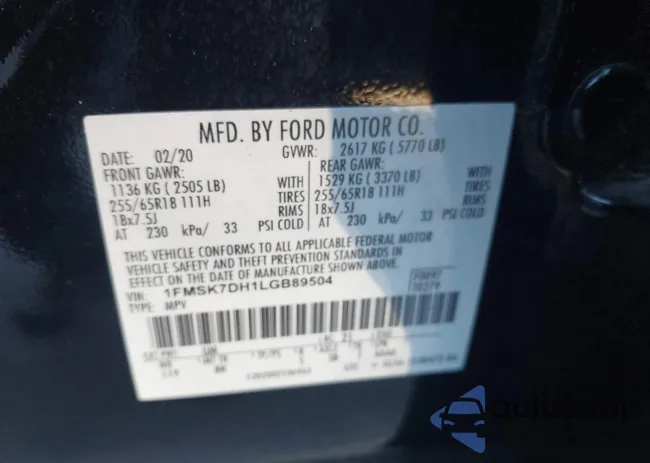 MFD. BY FORD MOTOR CO.
DATE: 02/20 GVWR: 2617 KG ( 5770 LB)
FRONT GAWR: REAR GAWR:
1136 KG ( 2505 LB) WITH 1529 KG ( 3370 LB) WITH
255/65R18 111H TIRES 255/65R18 111H TIRES
18x7.5J RIMS 18x7.5J RIMS
AT 230 kPa/ 33 PSI COLD AT 230 kPa/ 33 PSI COLD
THIS VEHICLE CONFORMS TO ALL APPLICABLE FEDERAL MOTOR
VEHICLE SAFETY AND THEFT PREVENTION STANDARDS IN EFFECT ON
THE DATE OF MANUFACTURE SHOWN ABOVE.
VIN: 1FMSK7DH1LGB89504
TYPE: MPV